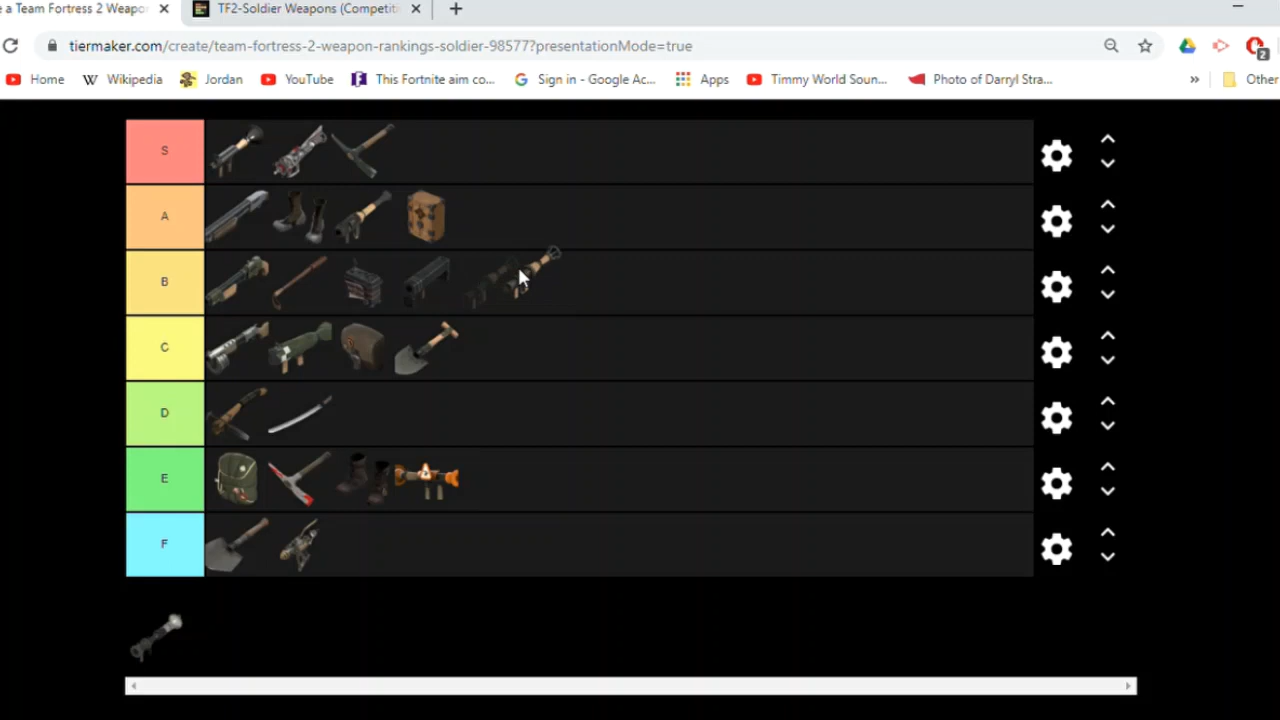 e a Team Fortress 2 Weapo
TF2-Soldier Weapons (Competiti
tiermaker.com/create/team-fortress-2-weapon-rankings-soldier-98577?presentationMode=true
2
Home
Wikipedia
Jordan
YouTube
This Fortnite aim co...
Sign in - Google Ac...
Apps
Timmy World Soun...
Photo of Darryl Stra...
Other
S
A
B
C
D
E
F